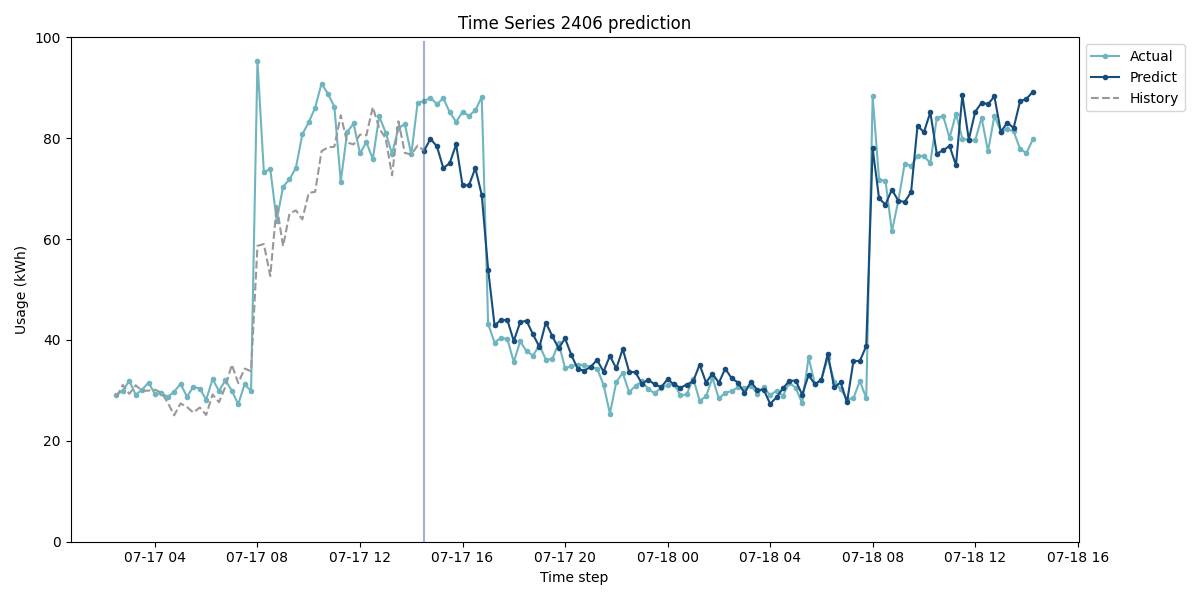 Time Series 2406 prediction
Usage (kWh)
100
80
60
40
20
0
07-17 04 07-17 08 07-17 12 07-17 16 07-17 20 07-18 00 07-18 04 07-18 08 07-18 12 07-18 16
Time step
Actual
Predict
History